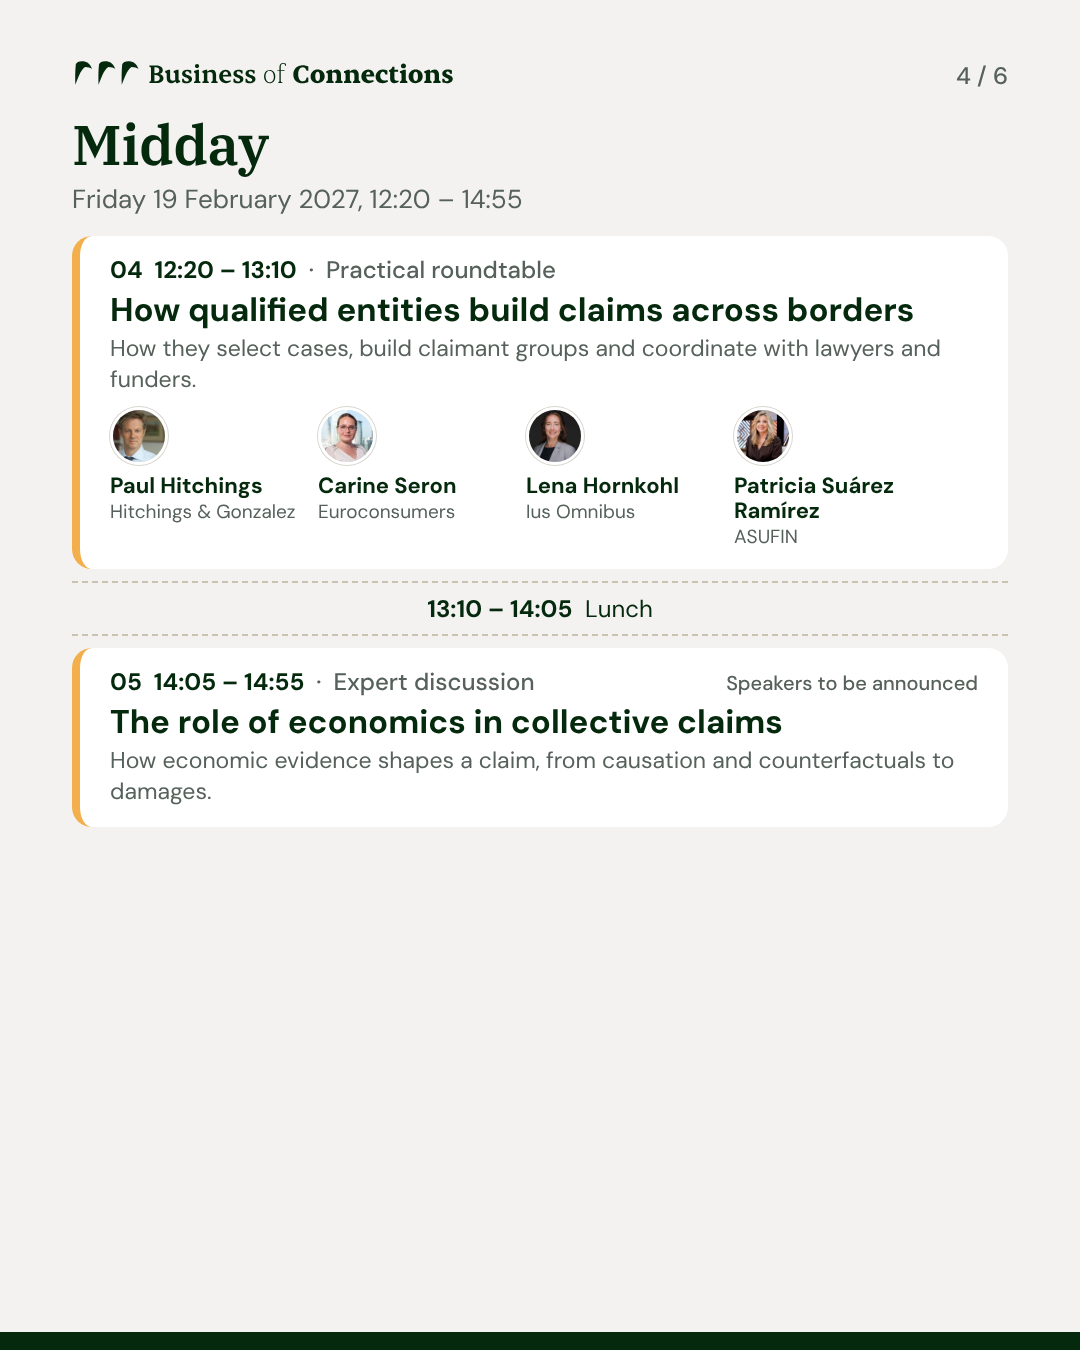 Business of Connections
4 / 6
Midday
Friday 19 February 2027, 12:20 – 14:55
04 12:20 – 13:10 · Practical roundtable
How qualified entities build claims across borders
How they select cases, build claimant groups and coordinate with lawyers and
funders.
Paul Hitchings
Hitchings & Gonzalez
Carine Seron
Euroconsumers
Lena Hornkohl
Ius Omnibus
Patricia Suárez
Ramírez
ASUFIN
13:10 – 14:05 Lunch
05 14:05 – 14:55 · Expert discussion
Speakers to be announced
The role of economics in collective claims
How economic evidence shapes a claim, from causation and counterfactuals to
damages.